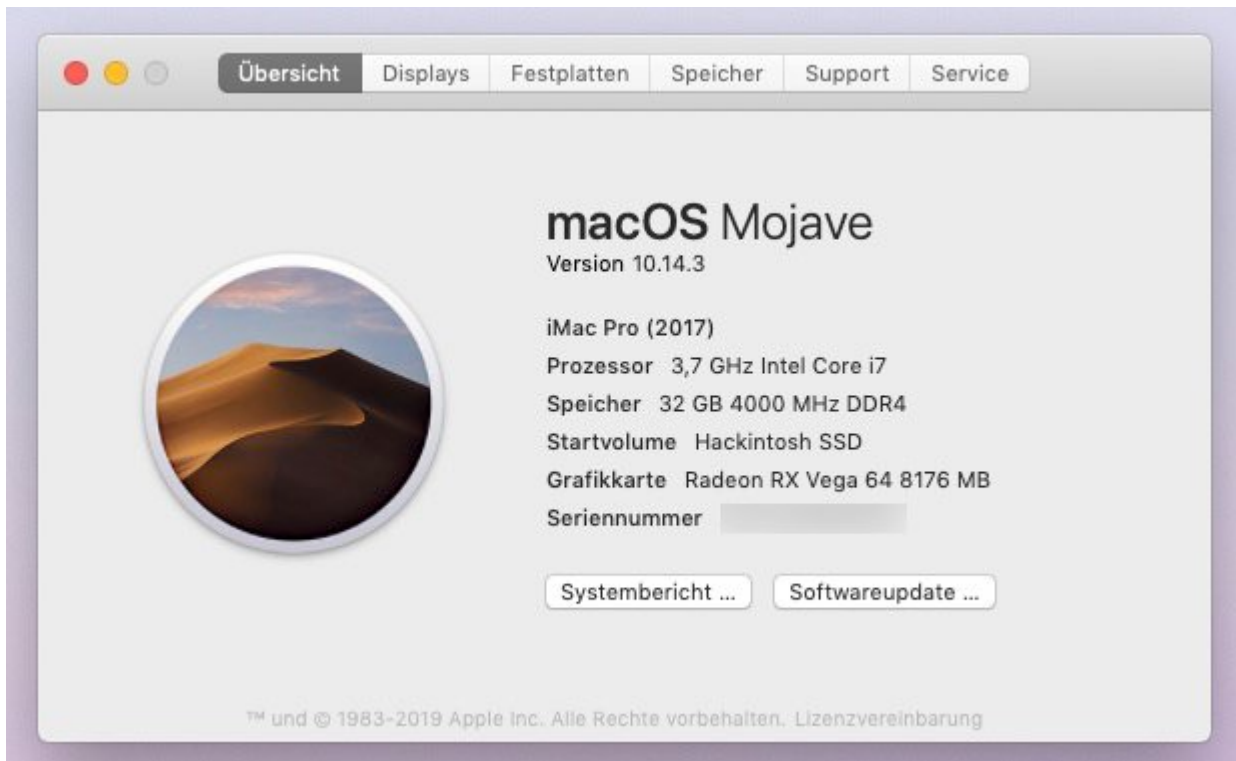 Übersicht Displays Festplatten Speicher Support Service
macOS Mojave
Version 10.14.3
iMac Pro (2017)
Prozessor 3,7 GHz Intel Core i7
Speicher 32 GB 4000 MHz DDR4
Startvolume Hackintosh SSD
Grafikkarte Radeon RX Vega 64 8176 MB
Seriennummer
Systembericht ... Softwareupdate ...
™ und © 1983-2019 Apple Inc. Alle Rechte vorbehalten. Lizenzvereinbarung